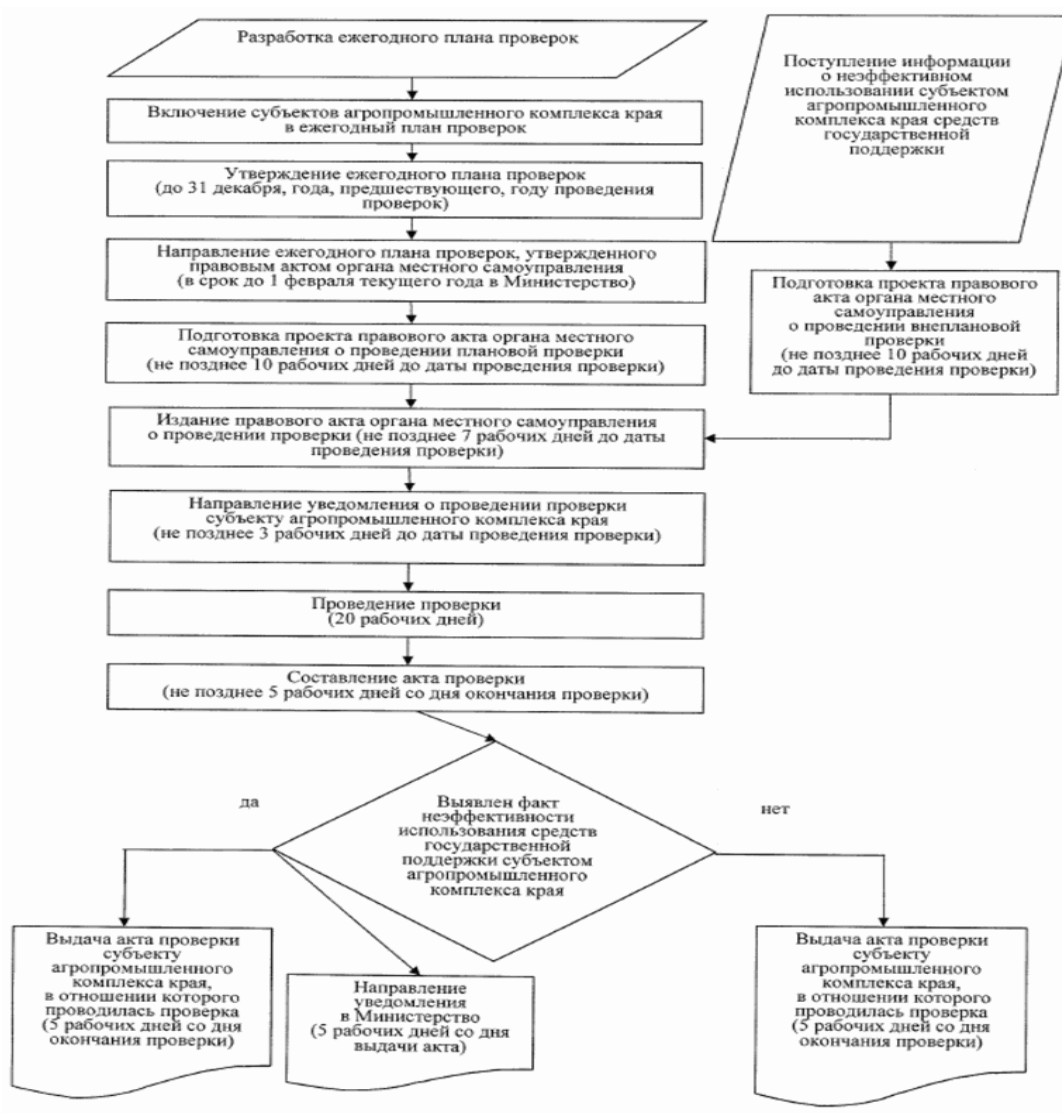 Разработка ежегодного плана проверок
Включение субъектов агропромышленного комплекса края
в ежегодный план проверок
Утверждение ежегодного плана проверок
(до 31 декабря, года, предшествующего, году проведения
проверок)
Направление ежегодного плана проверок, утвержденного
правовым актом органа местного самоуправления
(в срок до 1 февраля текущего года в Министерство)
Подготовка проекта правового акта органа местного
самоуправления о проведении плановой проверки
(не позднее 10 рабочих дней до даты проведения проверки)
Поступление информации
о неэффективном
использовании субъектом
агропромышленного
комплекса края средств
государственной
поддержки
Подготовка проекта правового
акта органа местного
самоуправления
о проведении внеплановой
проверки
(не позднее 10 рабочих дней
до даты проведения проверки)
Издание правового акта органа местного самоуправления
о проведении проверки (не позднее 7 рабочих дней до даты
проведения проверки)
Направление уведомления о проведении проверки
субъекту агропромышленного комплекса края
(не позднее 3 рабочих дней до даты проведения проверки)
Проведение проверки
(20 рабочих дней)
Составление акта проверки
(не позднее 5 рабочих дней со дня окончания проверки)
да
Выявлен факт
неэффективности
использования средств
государственной
поддержки субъектом
агропромышленного
комплекса края
нет
Выдача акта проверки
субъекту
агропромышленного
комплекса края,
в отношении которого
проводилась проверка
(5 рабочих дней со дня
окончания проверки)
Направление
уведомления
в Министерство
(5 рабочих дней со дня
выдачи акта)
Выдача акта проверки
субъекту
агропромышленного
комплекса края,
в отношении которого
проводилась проверка
(5 рабочих дней со дня
окончания проверки)